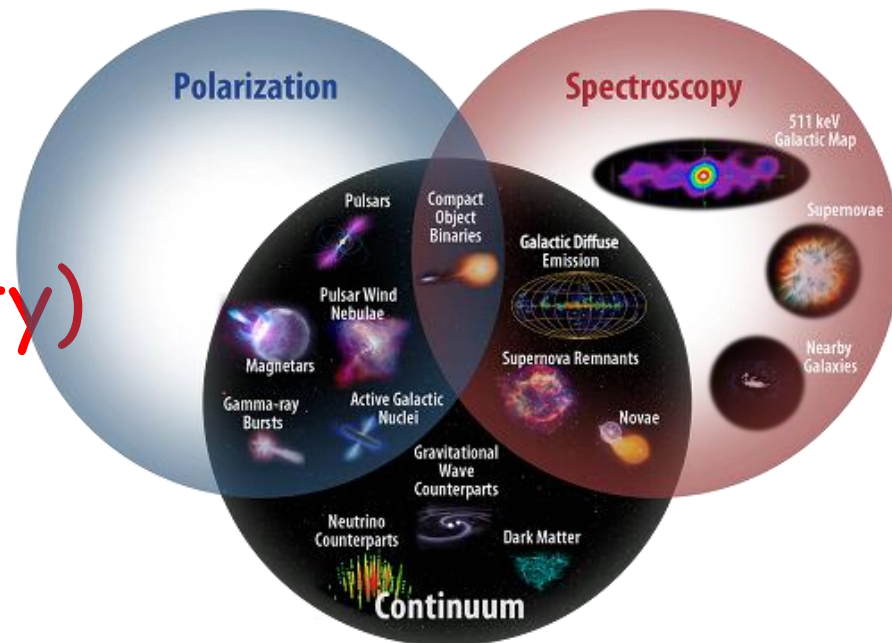 Polarization
Spectroscopy
511 keV
Galactic Map
Pulsars
Compact
Object
Binaries
Supernovae
Galactic Diffuse
Emission
Pulsar Wind
Nebulae
y)
Magnetars
Supernova Remnants
Nearby
Galaxies
Gamma-ray
Bursts
Active Galactic
Nuclei
Novae
Gravitational
Wave
Counterparts
Neutrino
Counterparts
Dark Matter
Continuum